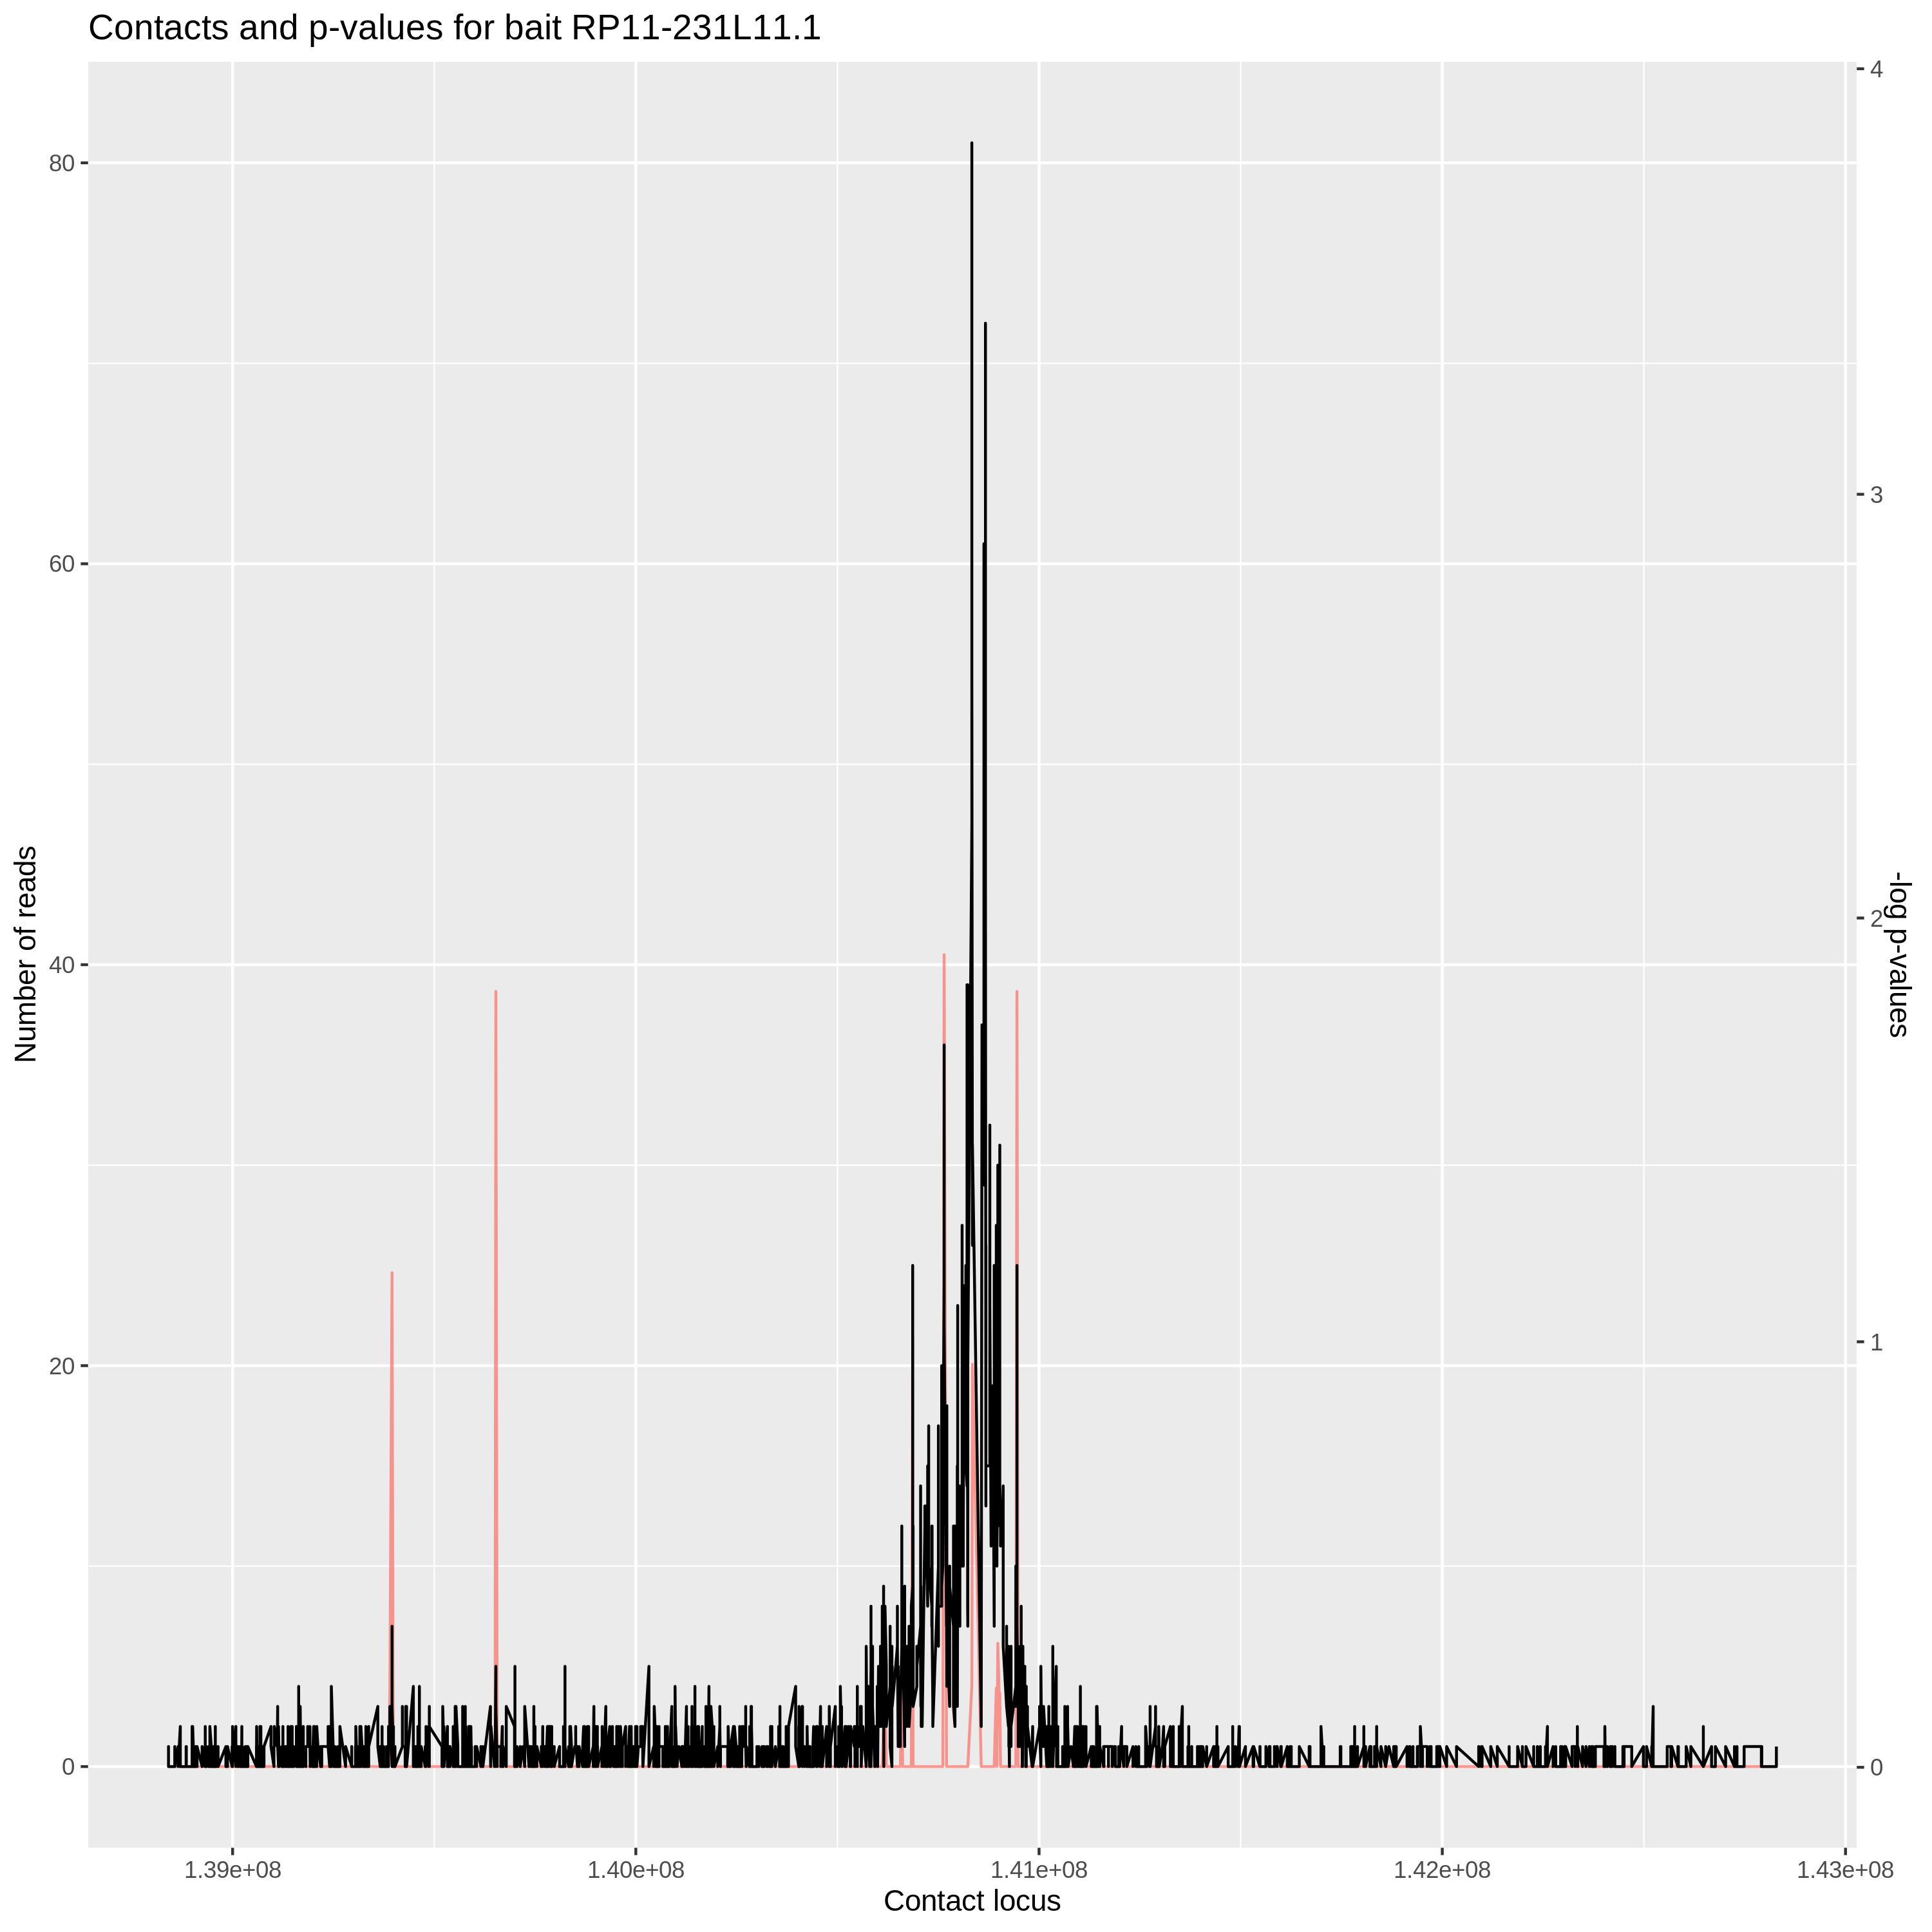 Contacts and p-values for bait RP11-231L11.1
80
60
40
20
0
Number of reads
4
3
2
1
0
-log p-values
1.39e+08
1.40e+08
1.41e+08
1.42e+08
1.43e+08
Contact locus